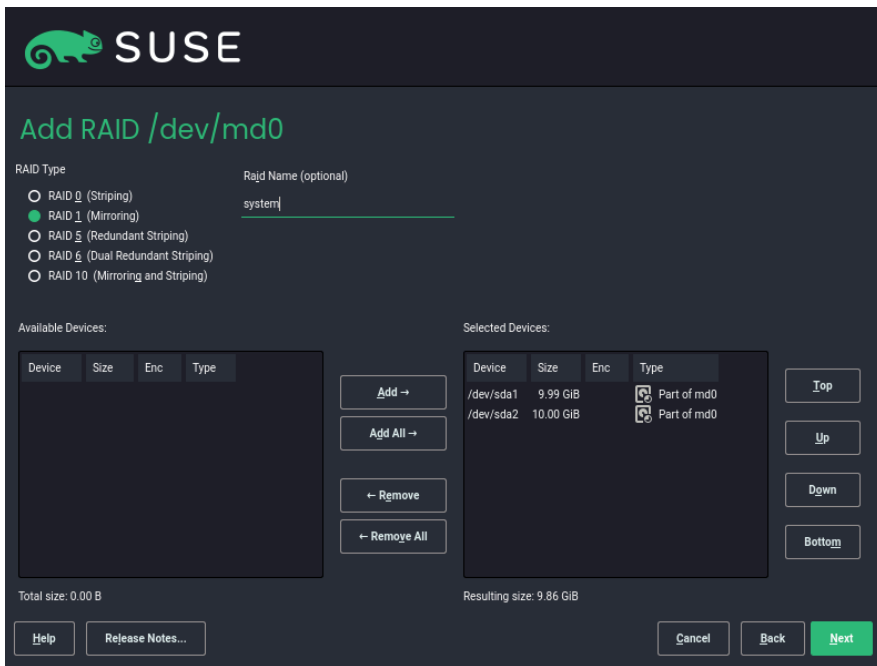 SUSE
Add RAID /dev/md0
RAID Type
Raid Name (optional)
RAID 0 (Striping)
system
RAID 1 (Mirroring)
RAID 5 (Redundant Striping)
RAID 6 (Dual Redundant Striping)
RAID 10 (Mirroring and Striping)
Available Devices:
Selected Devices:
Device Size Enc Type
Device Size Enc Type
/dev/sda1 9.99 GiB Part of md0
/dev/sda2 10.00 GiB Part of md0
Add →
Add All →
← Remove
← Remove All
Top
Up
Down
Bottom
Total size: 0.00 B
Resulting size: 9.86 GiB
Help
Release Notes...
Cancel
Back
Next